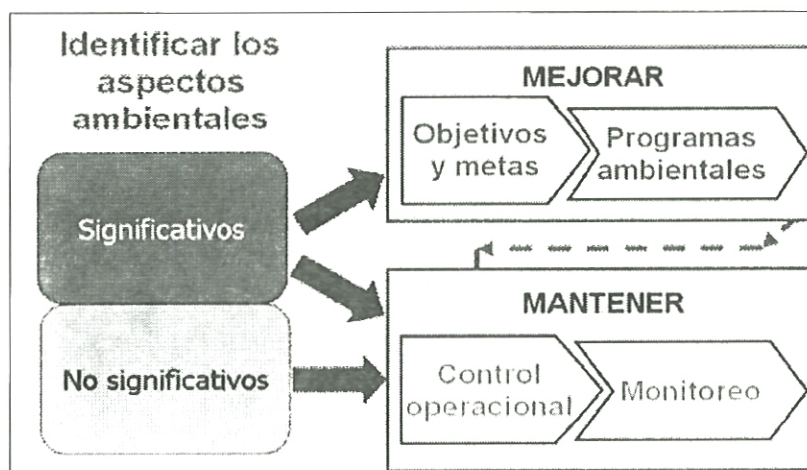 Identificar los
aspectos
ambientales
Significativos
No significativos
MEJORAR
Objetivos
y metas
Programas
ambientales
MANTENER
Control
operacional
Monitoreo